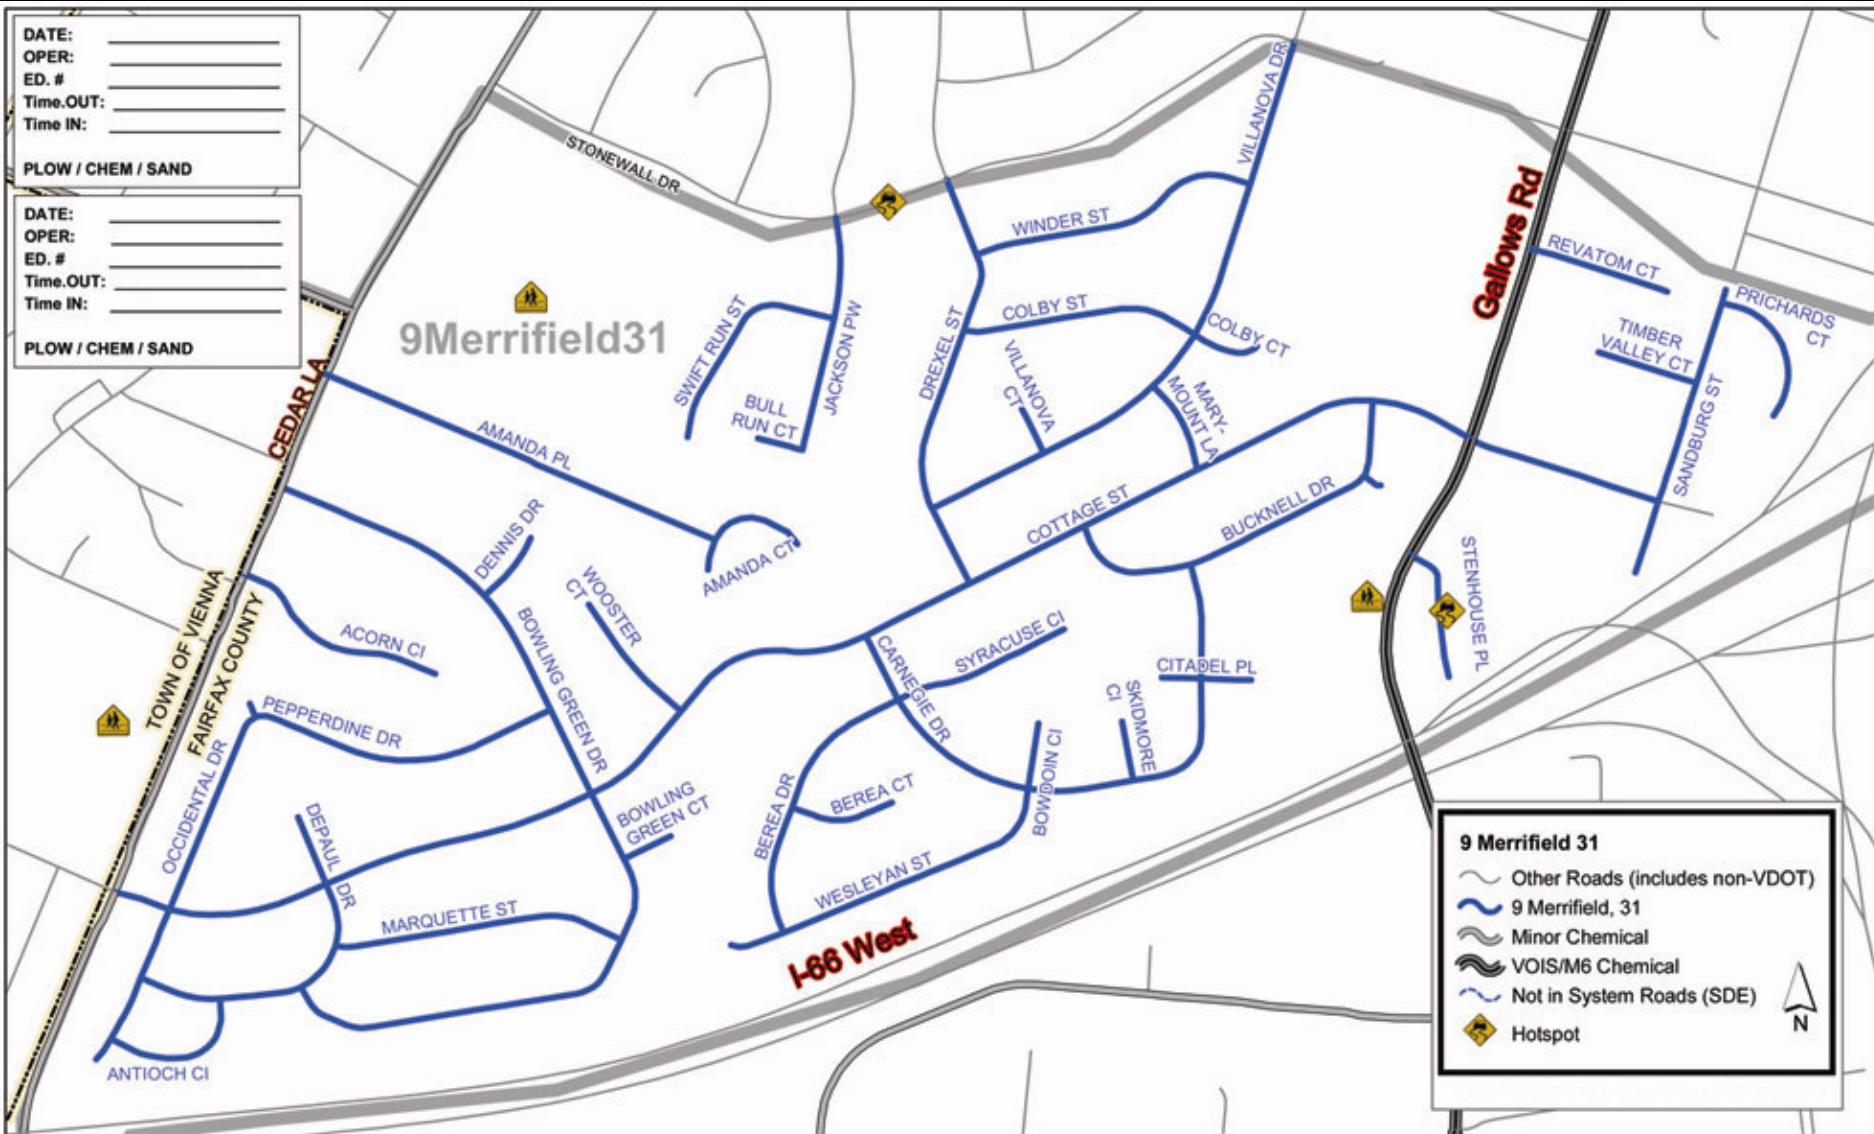 DATE:
OPER:
ED. #
Time.OUT:
Time IN:
PLOW / CHEM / SAND
DATE:
OPER:
ED. #
Time.OUT:
Time IN:
PLOW / CHEM / SAND
STONEWALL DR
VILLANOVA DR
WINDER ST
Gallows Rd
REVATOM CT
PRICHARDS
CT
TIMBER
VALLEY CT
SANDBURG ST
9Merrifield31
SWIFT RUN ST
JACKSON PW
BULL
RUN CT
DREXEL ST
COLBY ST
COLBY CT
VILLANOVA
CT
MARY-
MOUNT LA
CEDAR LA
AMANDA PL
AMANDA CT
COTTAGE ST
BUCKNELL DR
DENNIS DR
WOOSTER
CT
STENHOUSE PL
TOWN OF VIENNA
FAIRFAX COUNTY
ACORN CI
BOWLING GREEN DR
CARNEGIE DR
SYRACUSE CI
CITADEL PL
SKIDMORE
CI
PEPPERDINE DR
OCCIDENTAL DR
DEPAUL DR
BOWLING
GREEN CT
BEREA DR
BEREA CT
BOWDOIN CI
WESLEYAN ST
MARQUETTE ST
I-66 West
ANTIOCH CI
9 Merrifield 31
Other Roads (includes non-VDOT)
9 Merrifield, 31
Minor Chemical
VOIS/M6 Chemical
Not in System Roads (SDE)
Hotspot
N